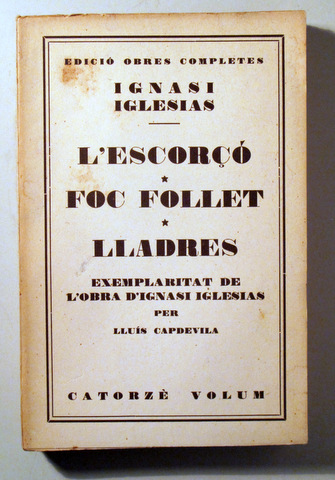 EDICIÓ OBRES COMPLETES
IGNASI
IGLESIAS
L'ESCORÇÓ
★
FOC FOLLET
★
LLADRES
EXEMPLARITAT DE
L'OBRA D'IGNASI IGLESIAS
PER
LLUÍS CAPDEVILA
CATORZÈ VOLUM